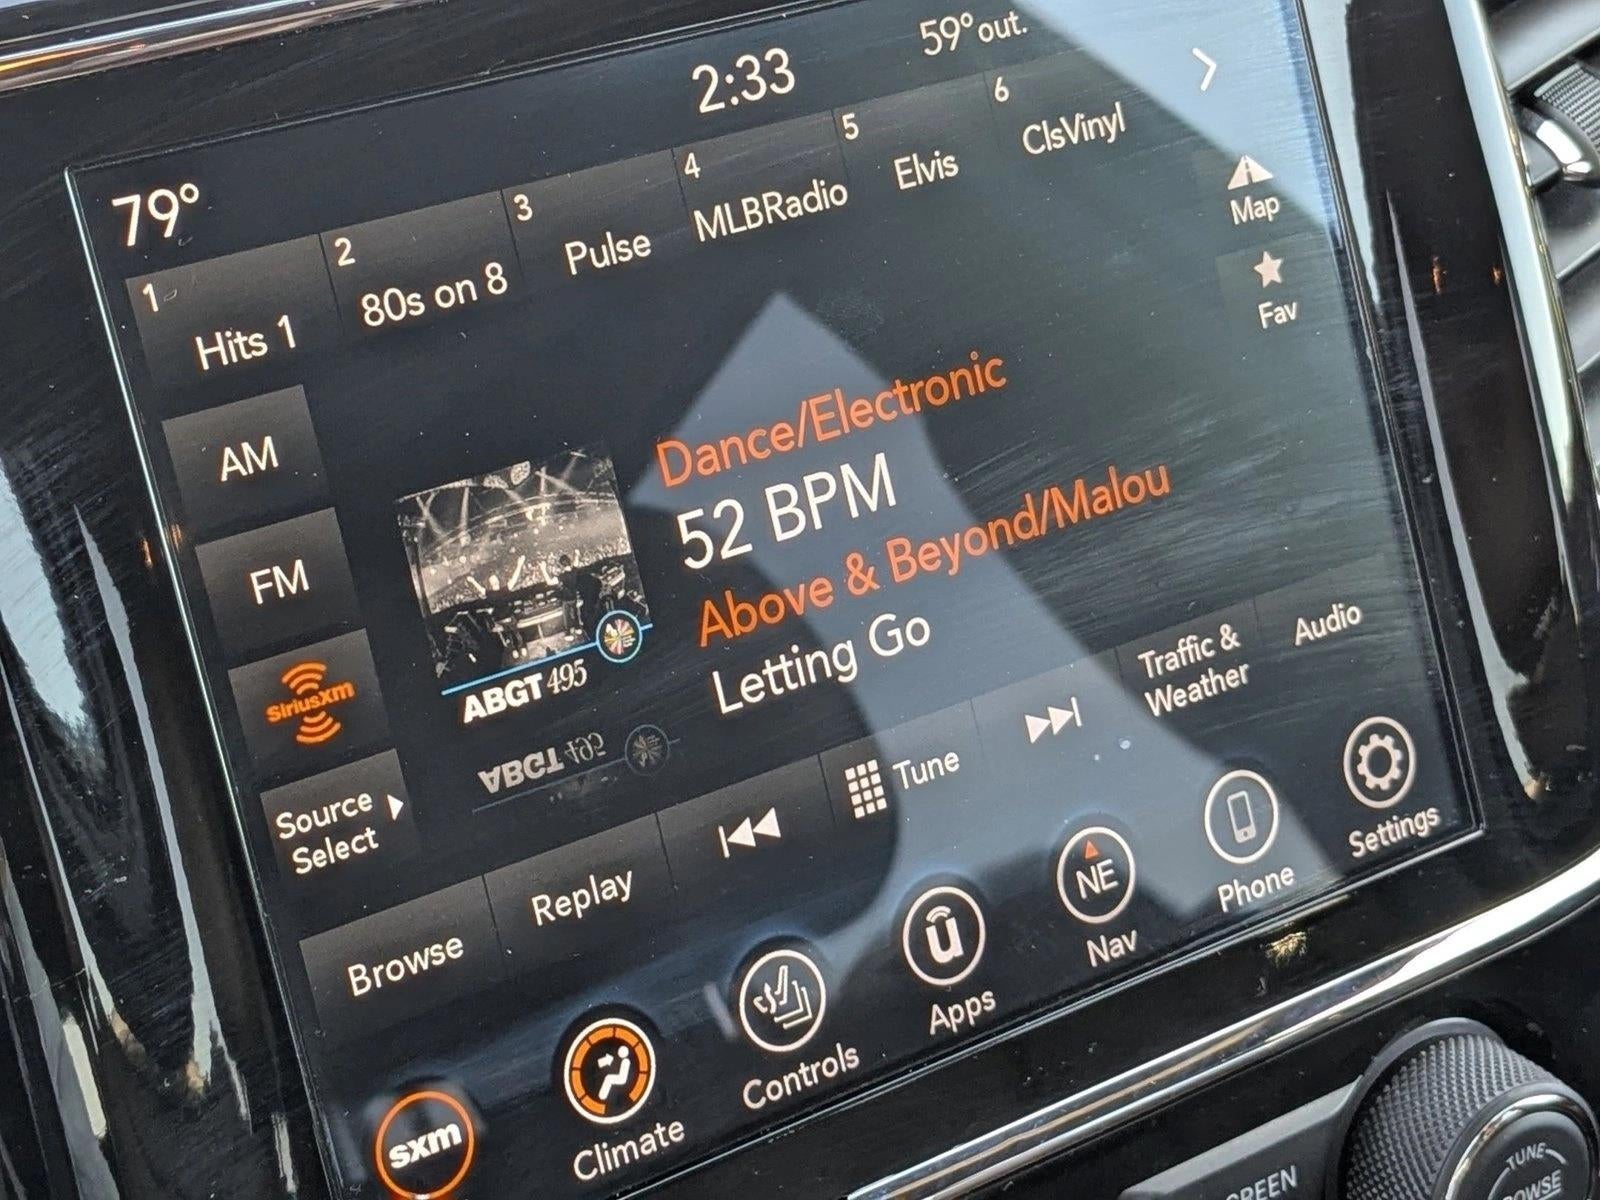 2:33
59° out.
79°
1
Hits 1
2
80s on 8
3
Pulse
4
MLBRadio
5
Elvis
6
ClsVinyl
Map
Fav
AM
FM
SiriusXM
Source
Select
ABGT 495
Dance/Electronic
52 BPM
Above & Beyond/Malou
Letting Go
Browse
Replay
Tune
Traffic &
Weather
Audio
sxm
Climate
Controls
Apps
NE
Nav
Phone
Settings
TUNE